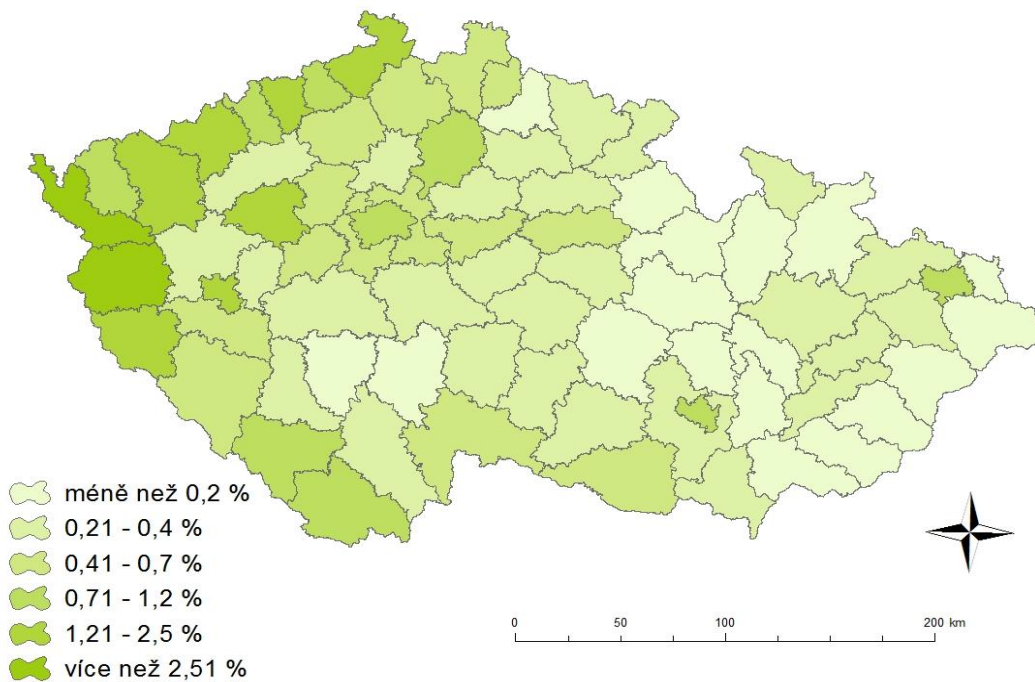 méně než 0,2 %
0,21 - 0,4 %
0,41 - 0,7 %
0,71 - 1,2 %
1,21 - 2,5 %
více než 2,51 %
0 50 100 200 km